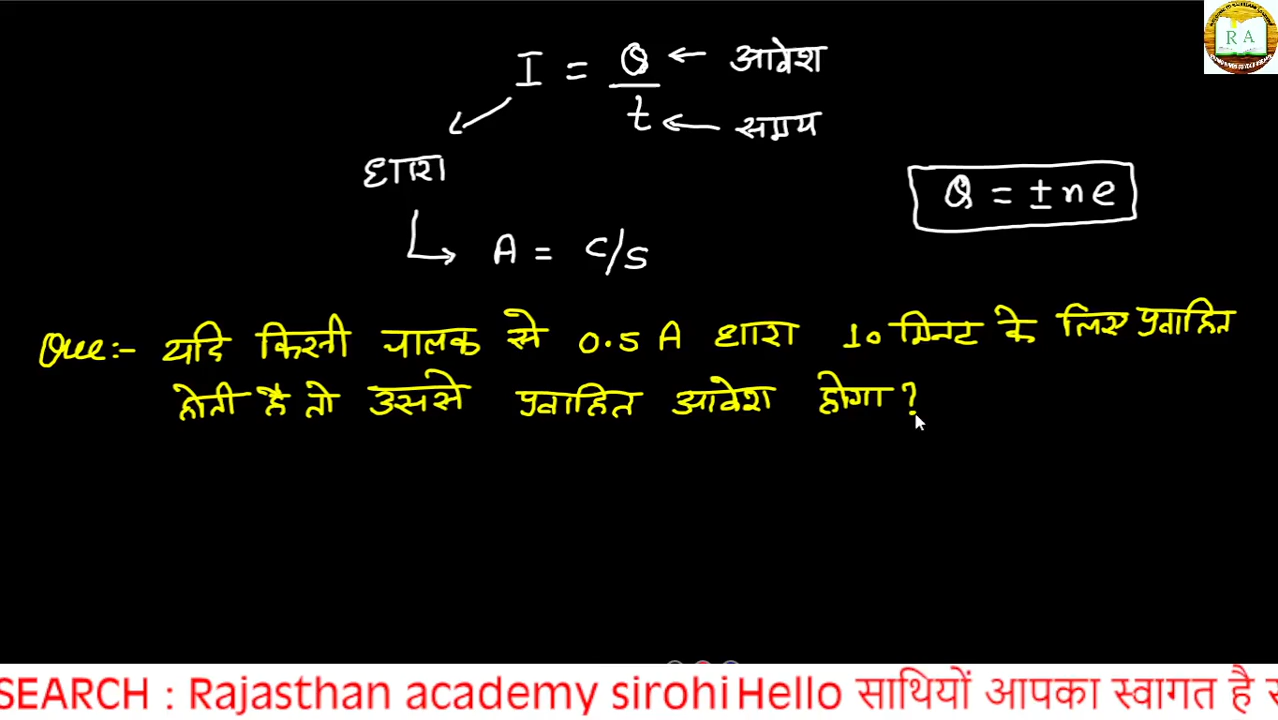 I = Q/t ← आवेश
← समय
धारा
A = C/S
Q = ±ne
Que:- यदि किसी चालक से 0.5 A धारा 10 मिनट के लिए प्रवाहित
होती है तो उससे प्रवाहित आवेश होगा ?
RA
SEARCH : Rajasthan academy sirohi Hello साथियों आपका स्वागत है